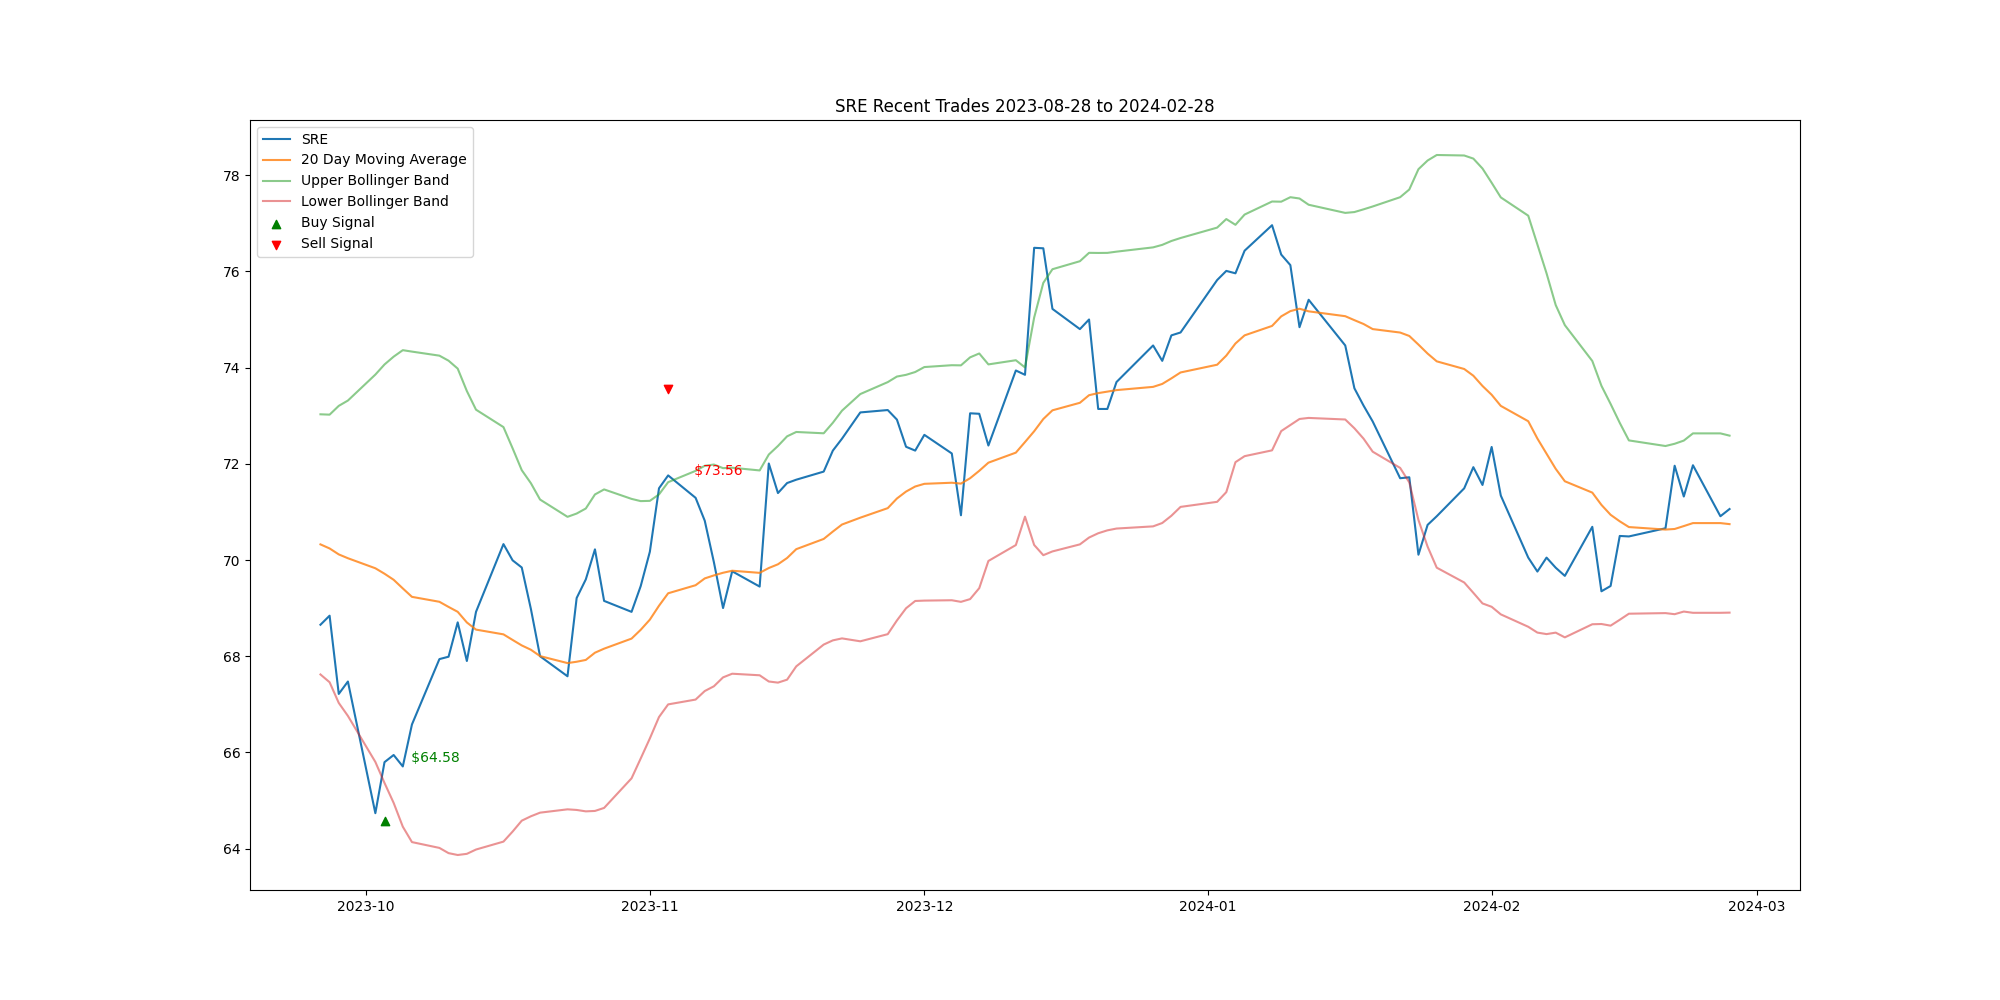 SRE Recent Trades 2023-08-28 to 2024-02-28
SRE
20 Day Moving Average
Upper Bollinger Band
Lower Bollinger Band
Buy Signal
Sell Signal
78
76
74
72
70
68
66
64
$73.56
$64.58
2023-10
2023-11
2023-12
2024-01
2024-02
2024-03